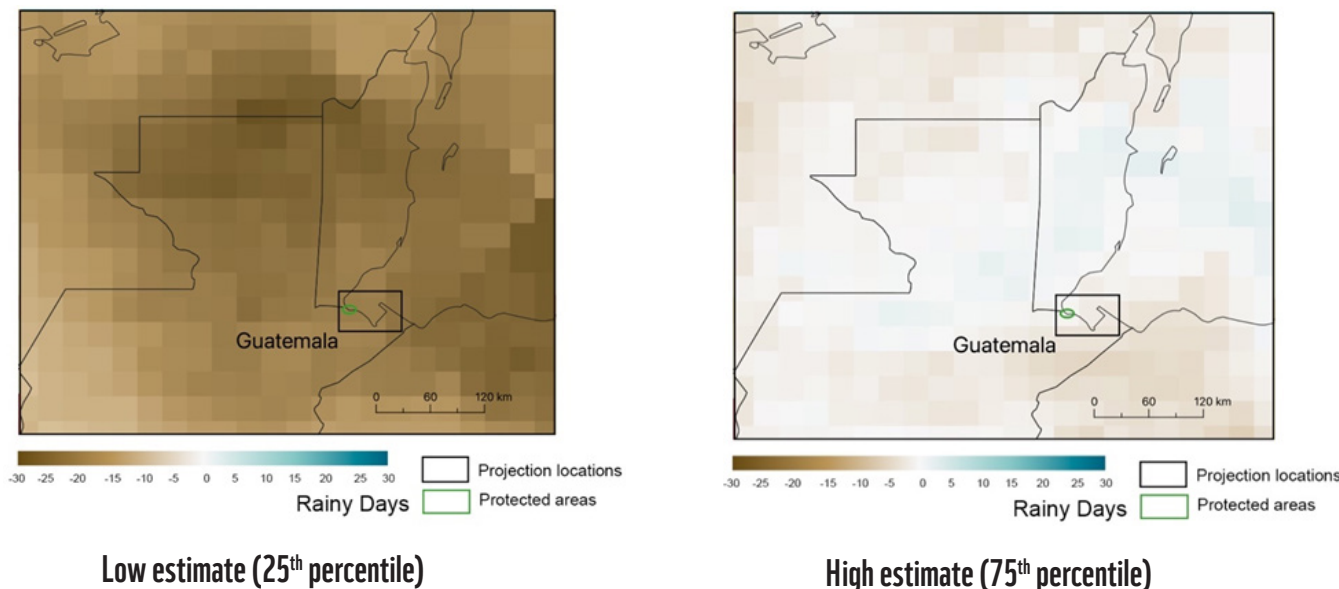 Guatemala
0 60 120 km
-30 -25 -20 -15 -10 -5 0 5 10 15 20 25 30
Rainy Days
Projection locations
Protected areas
Low estimate (25th percentile)
Guatemala
0 60 120 km
-30 -25 -20 -15 -10 -5 0 5 10 15 20 25 30
Rainy Days
Projection locations
Protected areas
High estimate (75th percentile)